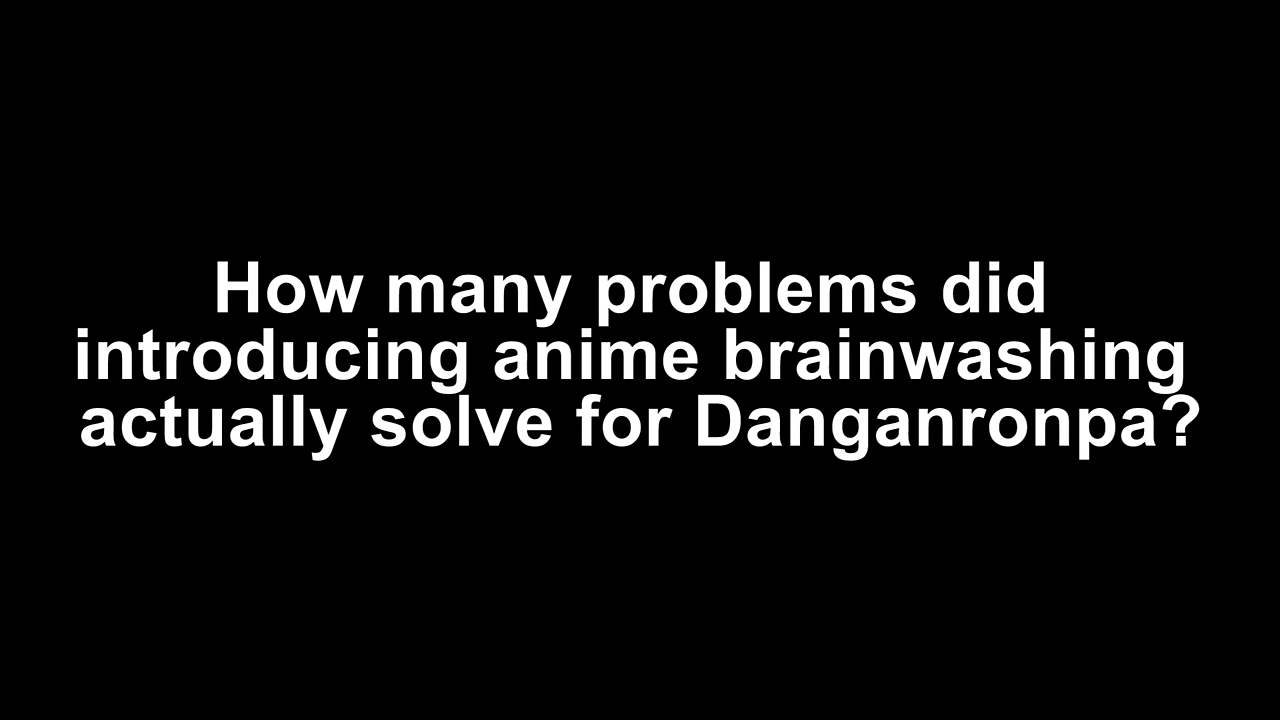 How many problems did
introducing anime brainwashing
actually solve for Danganronpa?